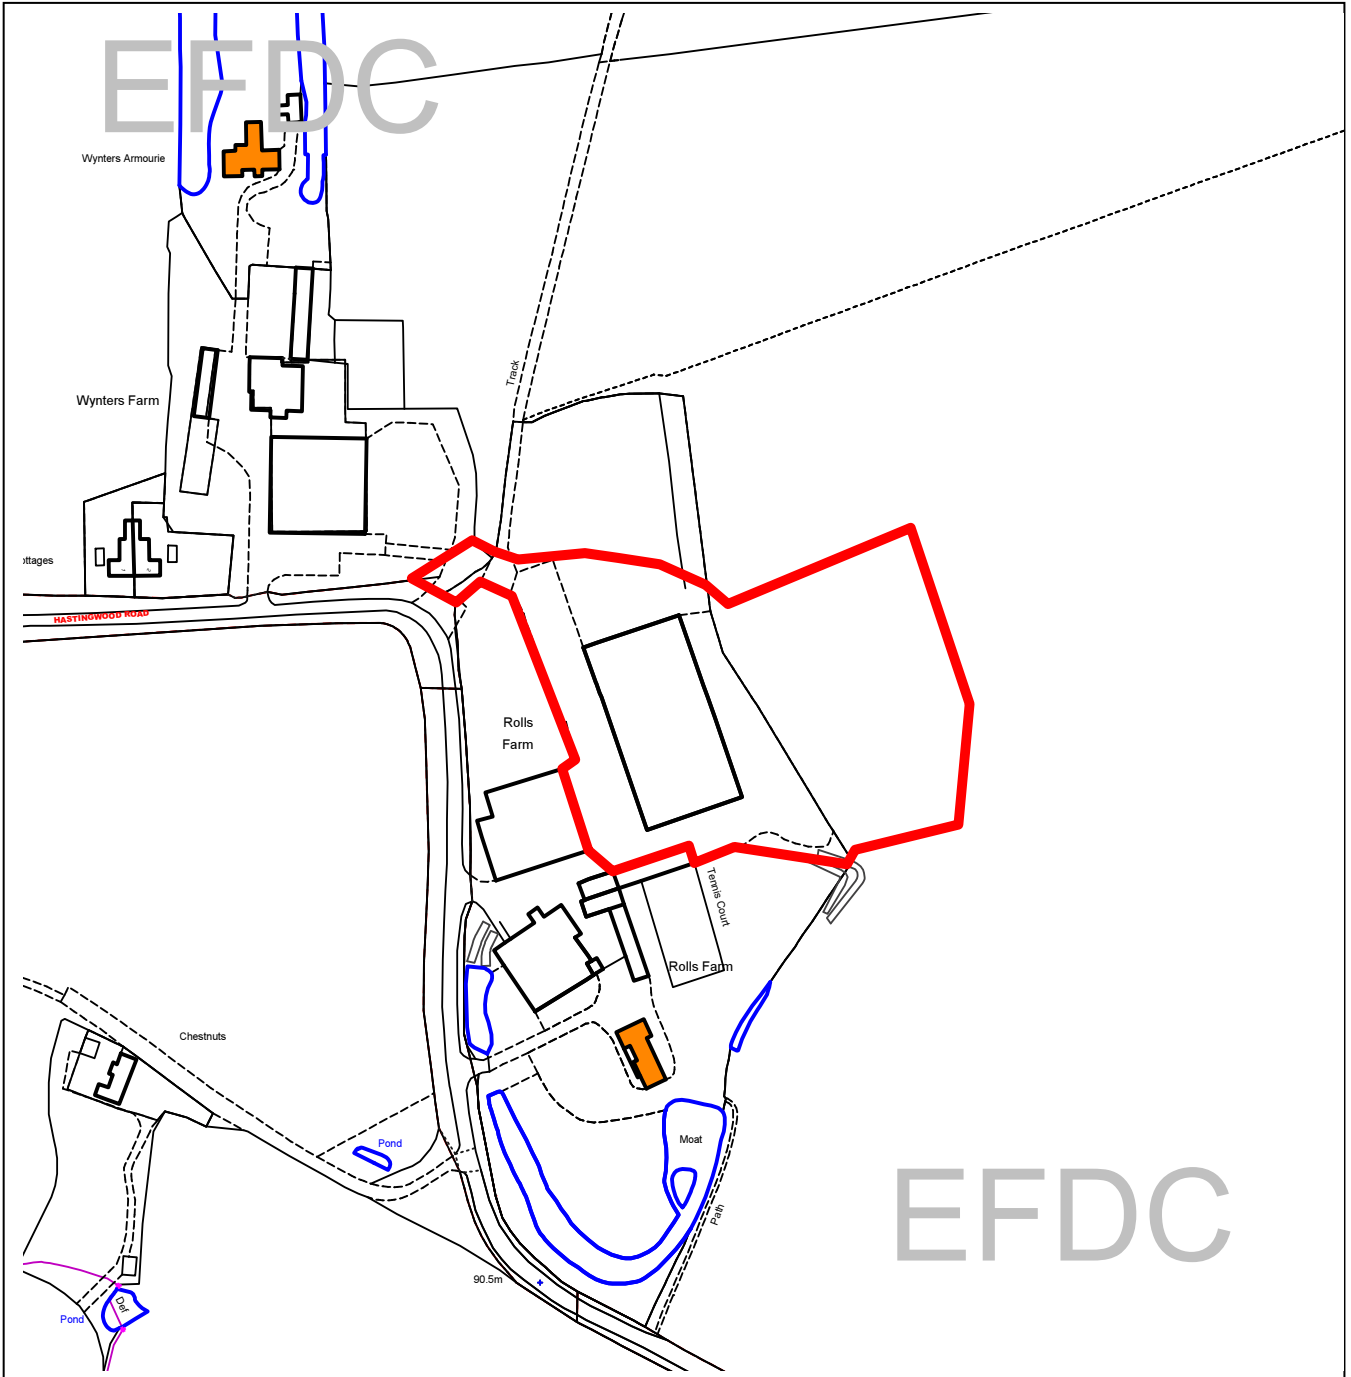 EFDC
Wynters Armourie
Track
Wynters Farm
ottages
HASTINGWOOD ROAD
Rolls
Farm
Tennis Court
Rolls Farm
Chestnuts
Pond
Moat
Path
EFDC
90.5m
Def
Pond